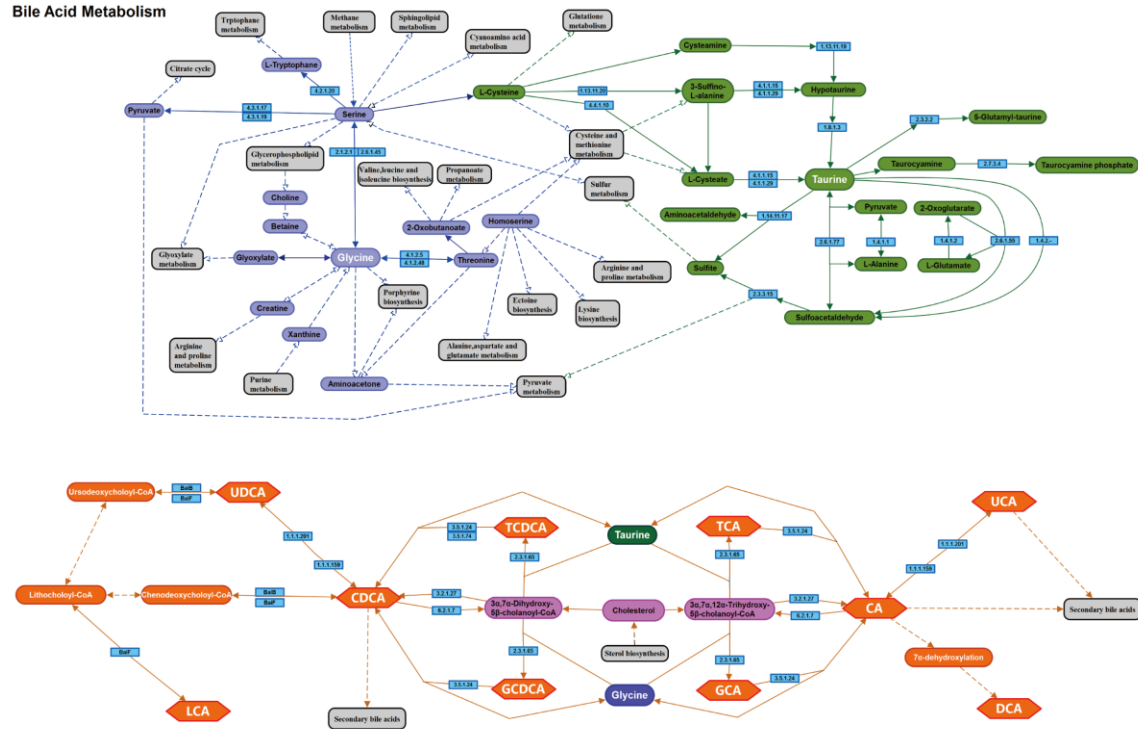 Bile Acid Metabolism
Trptophane
metabolism
Methane
metabolism
Sphingolipid
metabolism
Cyanoamino acid
metabolism
Glutatione
metabolism
Citrate cycle
L-Tryptophane
4.2.1.20
Cysteamine
1.13.11.19
Pyruvate
4.3.1.17
4.3.1.19
Serine
L-Cysteine
1.13.11.20
4.4.1.10
3-Sulfino-
L-alanine
4.1.1.15
4.1.1.29
Hypotaurine
1.8.1.3
2.3.2.2
5-Glutamyl-taurine
2.1.2.1
2.6.1.45
Glycerophospholipid
metabolism
Valine,leucine and
isoleucine biosynthesis
Propanoate
metabolism
Cysteine and
methionine
metabolism
Sulfur
metabolism
L-Cysteate
4.1.1.15
4.1.1.29
Taurine
Taurocyamine
2.7.3.4
Taurocyamine phosphate
Choline
Betaine
2-Oxobutanoate
Homoserine
Aminoacetaldehyde
1.14.11.17
Pyruvate
2-Oxoglutarate
Glyoxylate
metabolism
Glyoxylate
Glycine
4.1.2.5
4.1.2.48
Threonine
Arginine and
proline metabolism
Sulfite
2.6.1.77
1.4.1.1
1.4.1.2
2.6.1.55
1.4.2.-
L-Alanine
L-Glutamate
Porphyrine
biosynthesis
Ectoine
biosynthesis
Lysine
biosynthesis
2.3.3.15
Sulfoacetaldehyde
Creatine
Xanthine
Arginine
and proline
metabolism
Purine
metabolism
Alanine,aspartate and
glutamate metabolism
Aminoacetone
Pyruvate
metabolism
Ursodeoxycholoyl-CoA
BaiB
BaiF
UDCA
UCA
TCDCA
3.5.1.24
3.5.1.74
Taurine
TCA
3.5.1.24
1.1.1.201
1.1.1.159
2.3.1.65
2.3.1.65
1.1.1.201
1.1.1.159
Lithocholoyl-CoA
Chenodeoxycholoyl-CoA
BaiB
BaiF
CDCA
3.2.1.27
6.2.1.7
3α,7α-Dihydroxy-
5β-cholanoyl-CoA
Cholesterol
3α,7α,12α-Trihydroxy-
5β-cholanoyl-CoA
3.2.1.27
6.2.1.7
CA
Secondary bile acids
BaiF
2.3.1.65
Sterol biosynthesis
2.3.1.65
7α-dehydroxylation
3.5.1.24
GCDCA
Glycine
GCA
3.5.1.24
LCA
Secondary bile acids
DCA